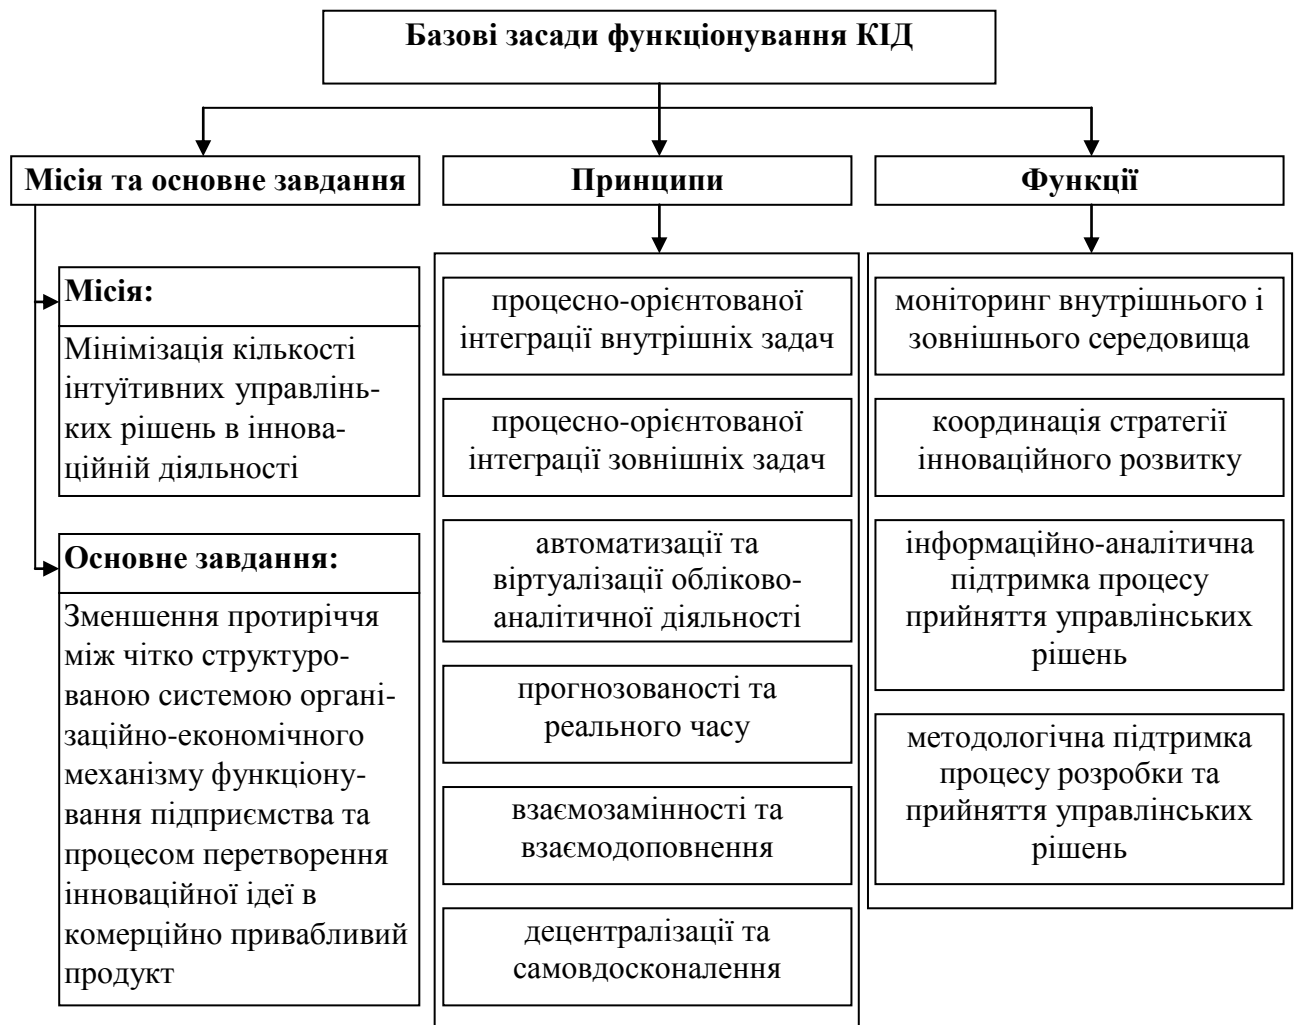 Базові засади функціонування КІД
Місія та основне завдання
Місія:
Мінімізація кількості
інтуїтивних управлінь-
ких рішень в іннова-
ційній діяльності
Основне завдання:
Зменшення протиріччя
між чітко структуро-
ваною системою органі-
заційно-економічного
механізму функціону-
вання підприємства та
процесом перетворення
інноваційної ідеї в
комерційно привабливий
продукт
Принципи
процесно-орієнтованої
інтеграції внутрішніх задач
процесно-орієнтованої
інтеграції зовнішніх задач
автоматизації та
віртуалізації обліково-
аналітичної діяльності
прогнозованості та
реального часу
взаємозамінності та
взаємодоповнення
децентралізації та
самовдосконалення
Функції
моніторинг внутрішнього і
зовнішнього середовища
координація стратегії
інноваційного розвитку
інформаційно-аналітична
підтримка процесу
прийняття управлінських
рішень
методологічна підтримка
процесу розробки та
прийняття управлінських
рішень